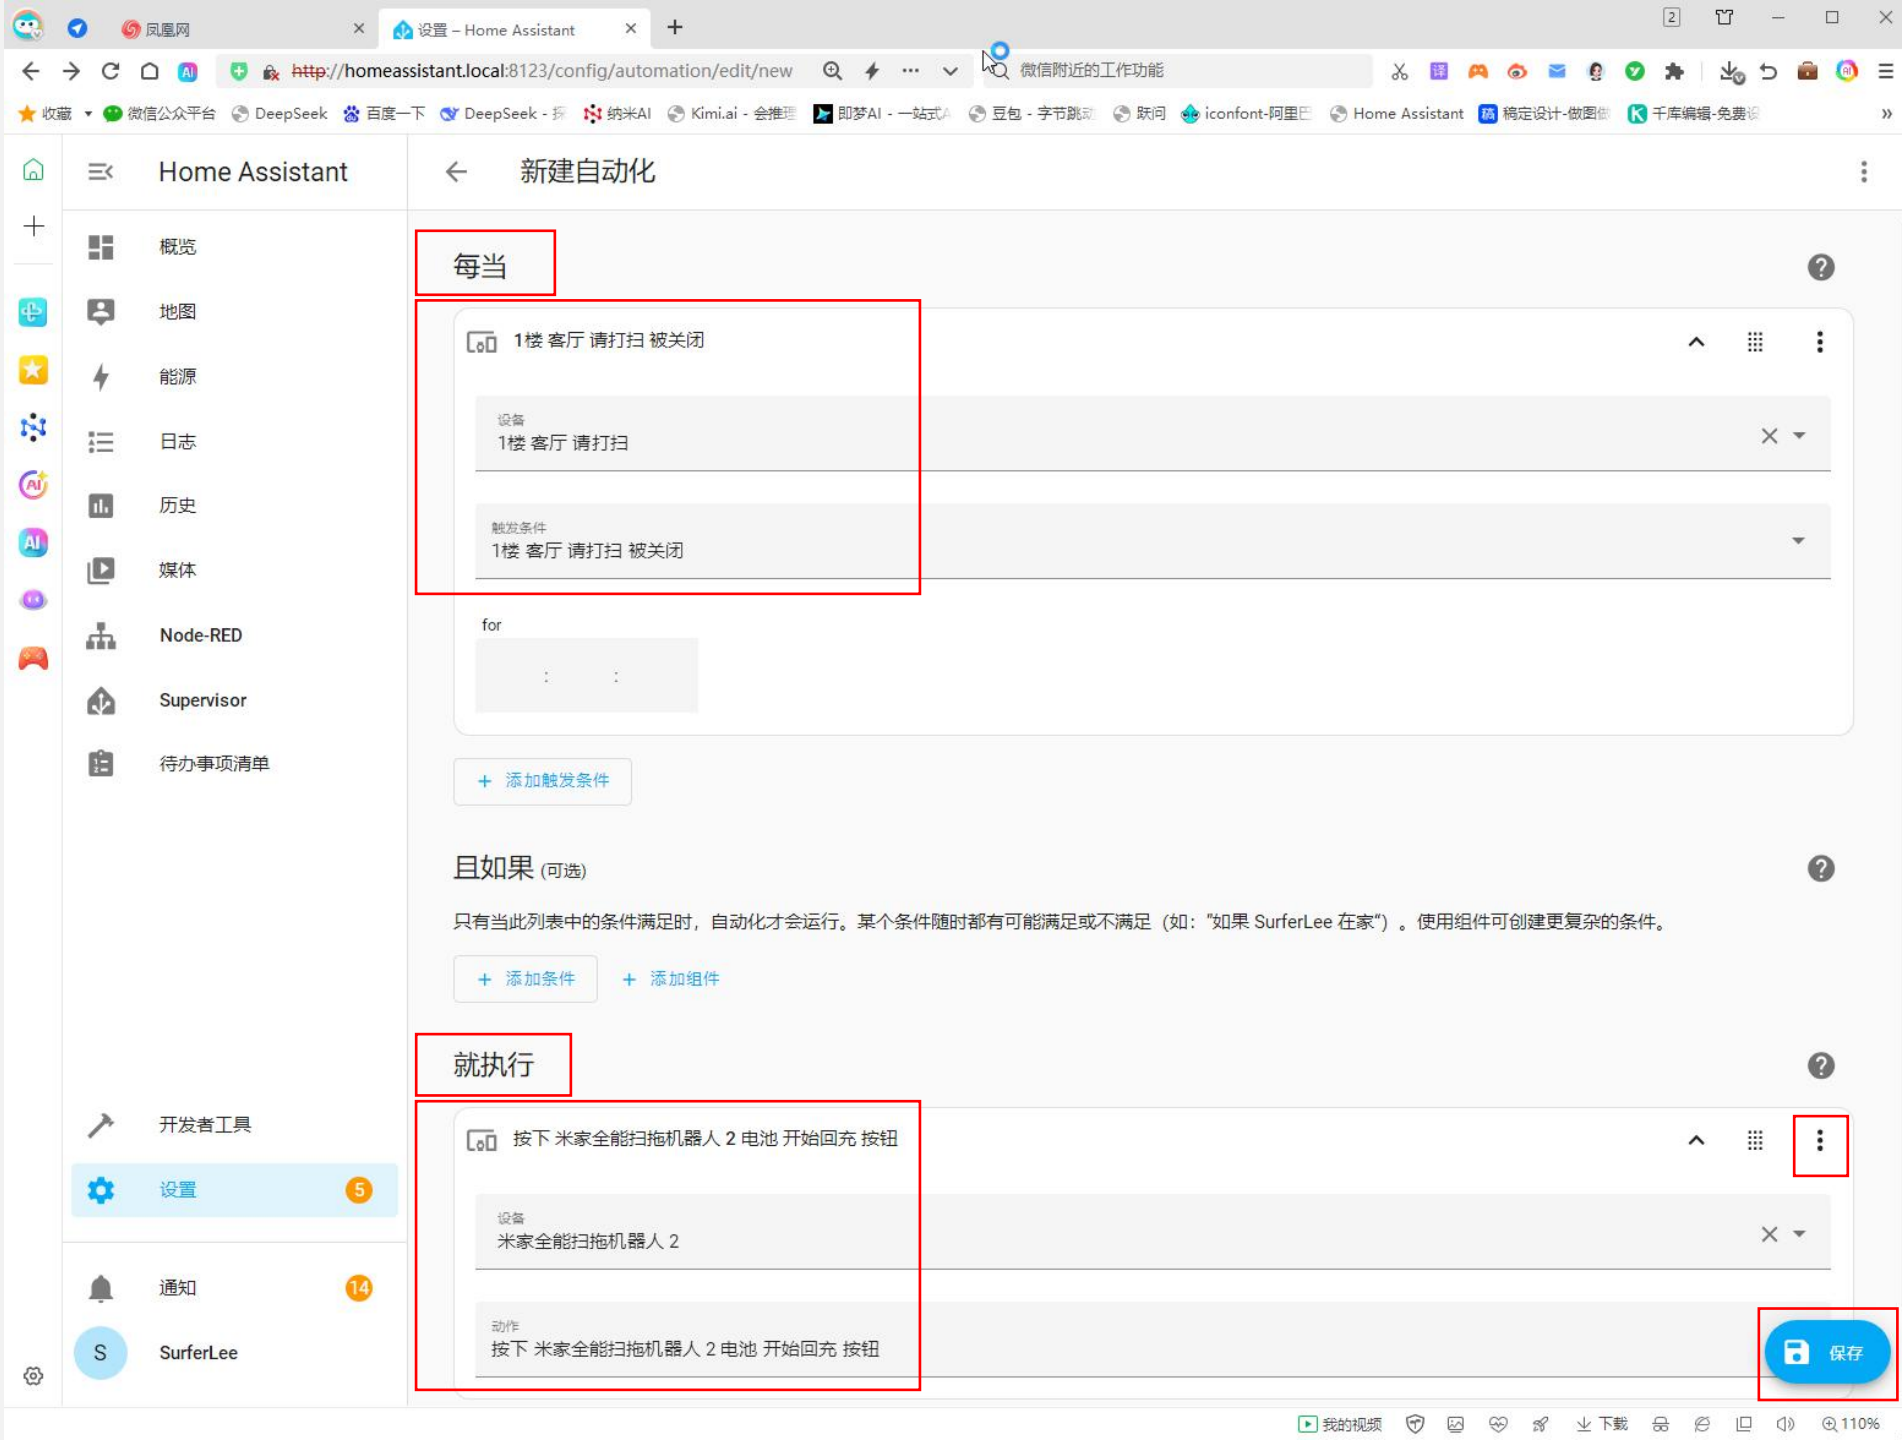 凤凰网
设置 – Home Assistant
2
http://homeassistant.local:8123/config/automation/edit/new
微信附近的工作功能
收藏
微信公众平台
DeepSeek
百度一下
DeepSeek - 探
纳米AI
Kimi.ai - 会推理
即梦AI - 一站式A
豆包 - 字节跳动
跃问
iconfont-阿里巴
Home Assistant
稿定设计-做图做
千库编辑-免费设
Home Assistant
新建自动化
概览
地图
能源
日志
历史
媒体
Node-RED
Supervisor
待办事项清单
开发者工具
设置
5
通知
14
S
SurferLee
每当
1楼 客厅 请打扫 被关闭
设备
1楼 客厅 请打扫
触发条件
1楼 客厅 请打扫 被关闭
for
: :
+ 添加触发条件
且如果 (可选)
只有当此列表中的条件满足时，自动化才会运行。某个条件随时都有可能满足或不满足（如："如果 SurferLee 在家"）。使用组件可创建更复杂的条件。
+ 添加条件
+ 添加组件
就执行
按下 米家全能扫拖机器人 2 电池 开始回充 按钮
设备
米家全能扫拖机器人 2
动作
按下 米家全能扫拖机器人 2 电池 开始回充 按钮
保存
我的视频
下载
110%